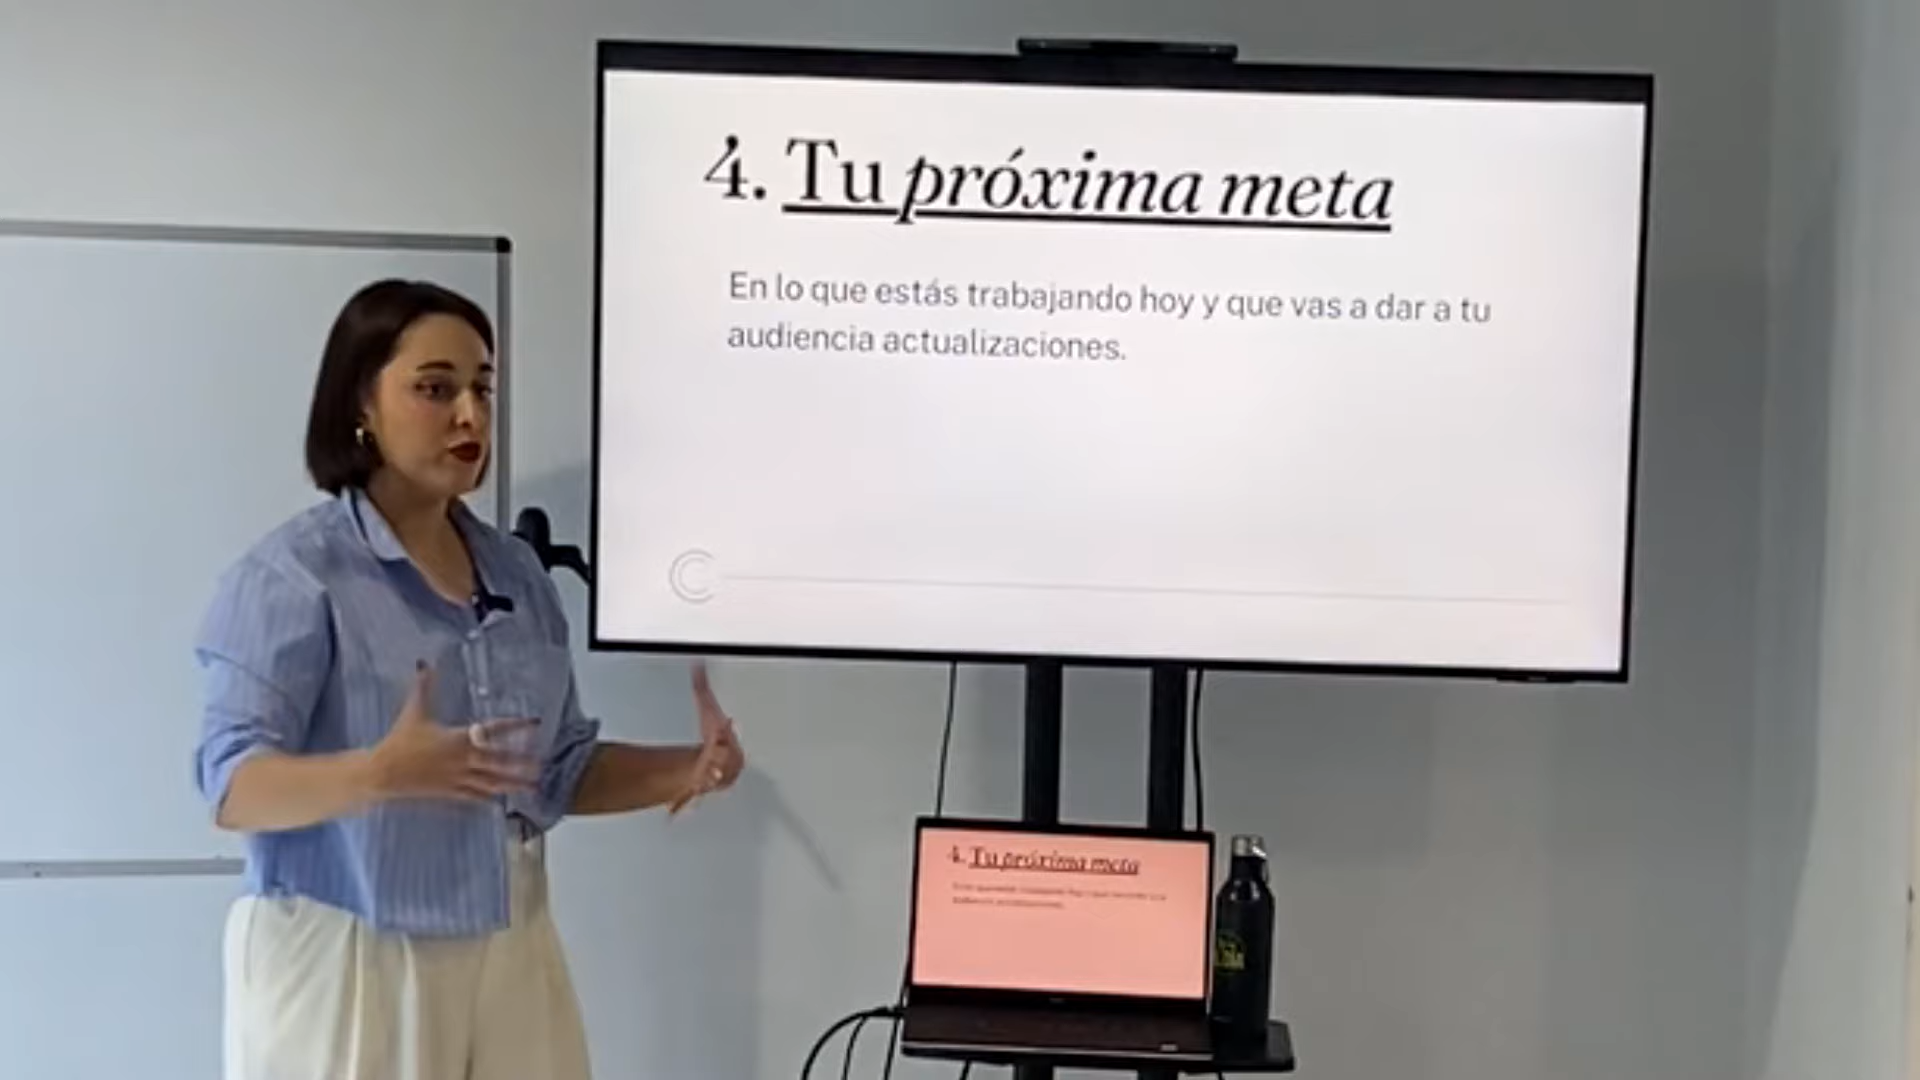 4. Tu próxima meta
En lo que estás trabajando hoy y que vas a dar a tu
audiencia actualizaciones.
4. Tu próxima meta